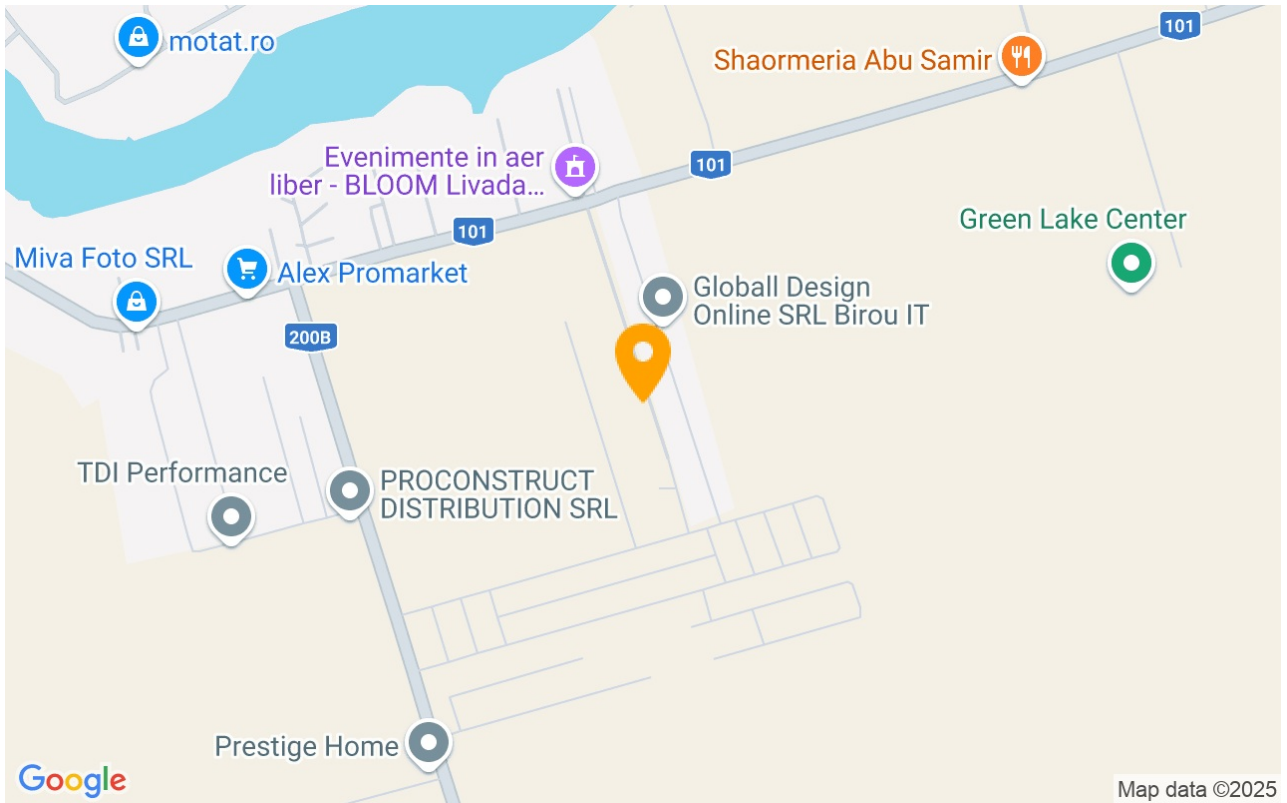 101
motat.ro
Shaormeria Abu Samir
Evenimente in aer
liber - BLOOM Livada...
101
Green Lake Center
101
Miva Foto SRL
Alex Promarket
Globall Design
Online SRL Birou IT
200B
TDI Performance
PROCONSTRUCT
DISTRIBUTION SRL
Prestige Home
Google
Map data ©2025